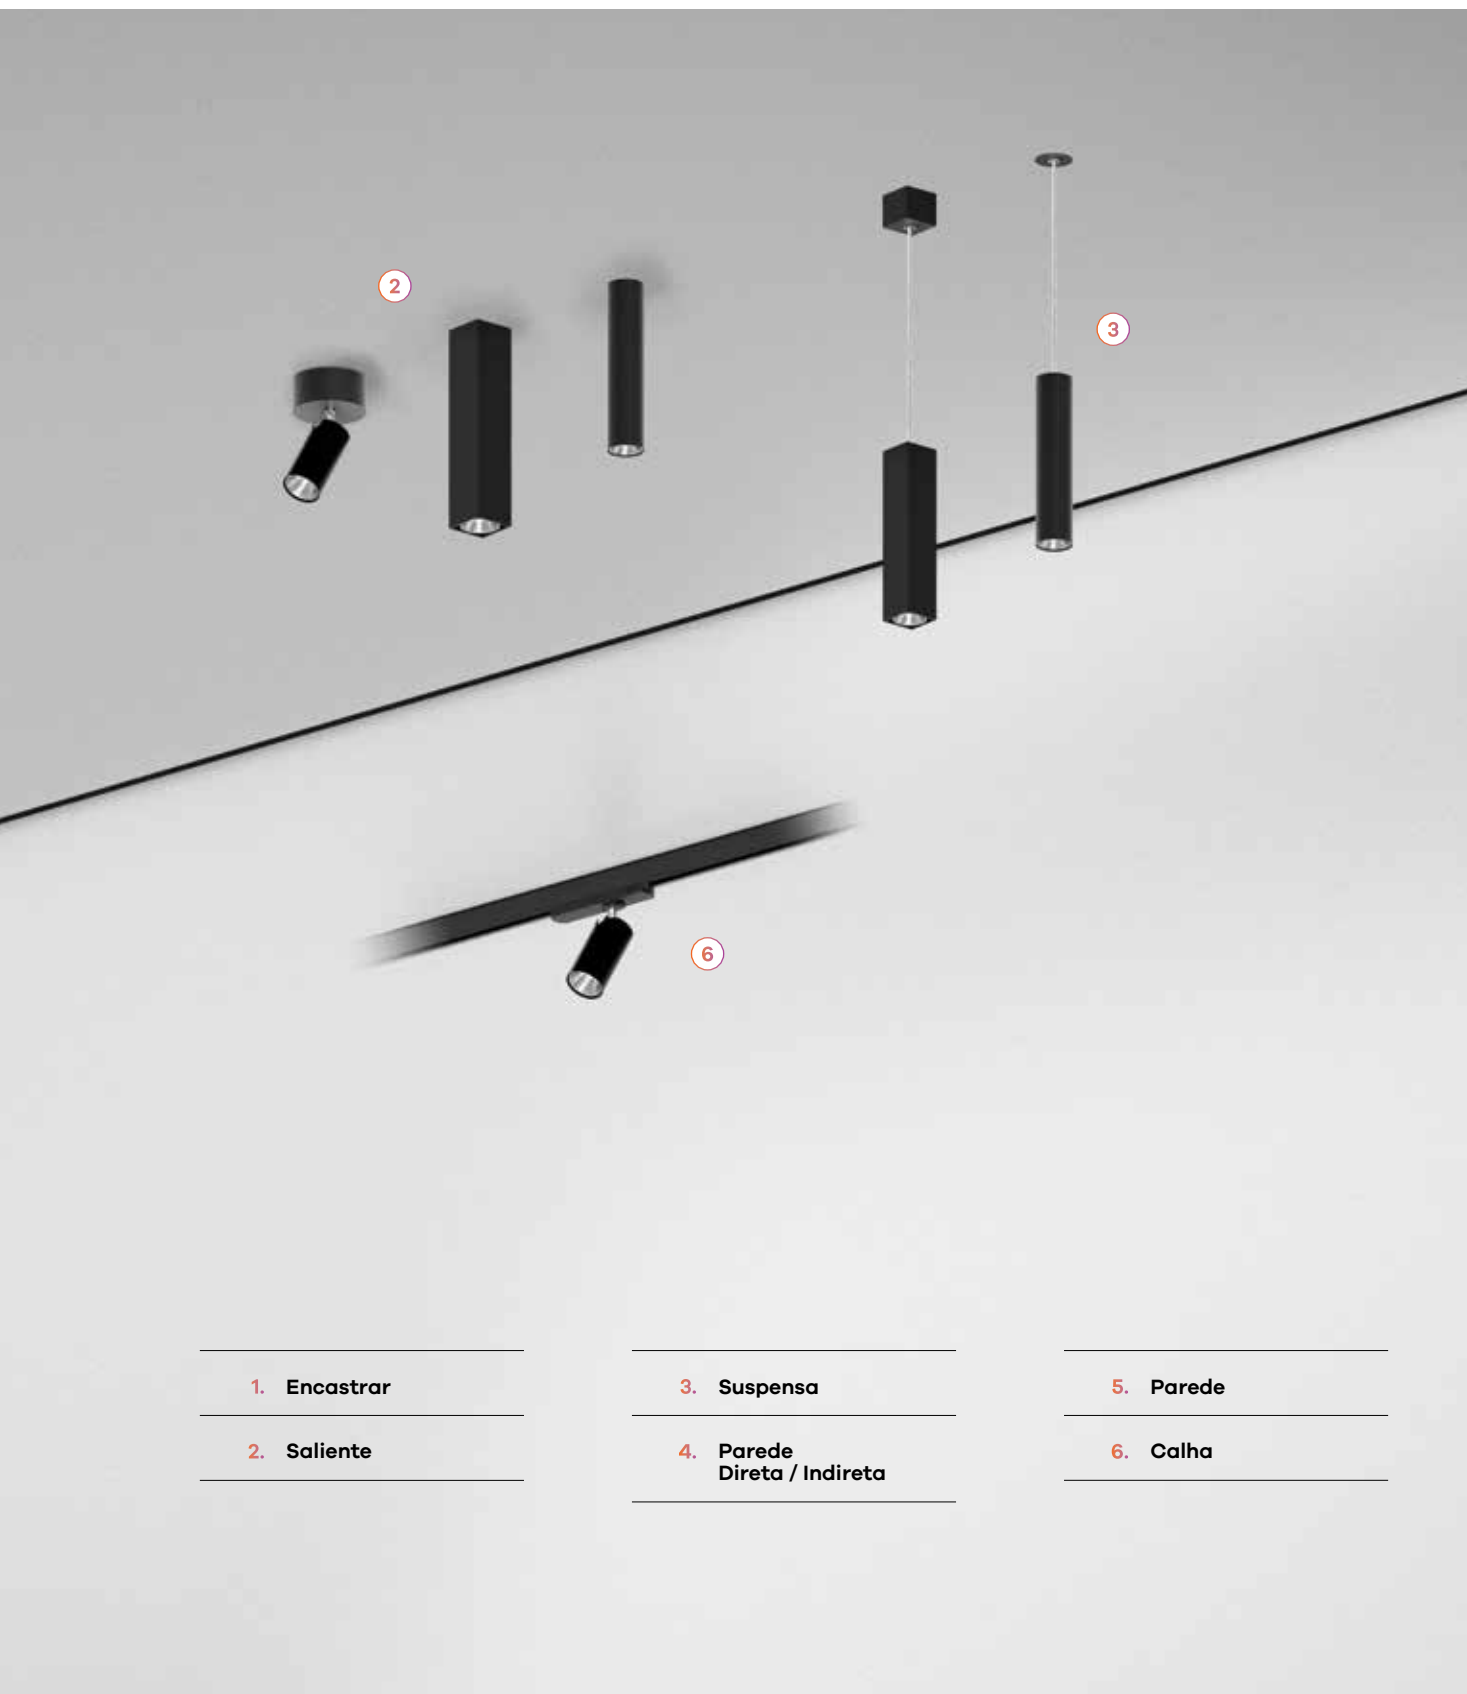 2
3
6
1. Encastrar
2. Saliente
3. Suspensa
4. Parede
Direta / Indireta
5. Parede
6. Calha